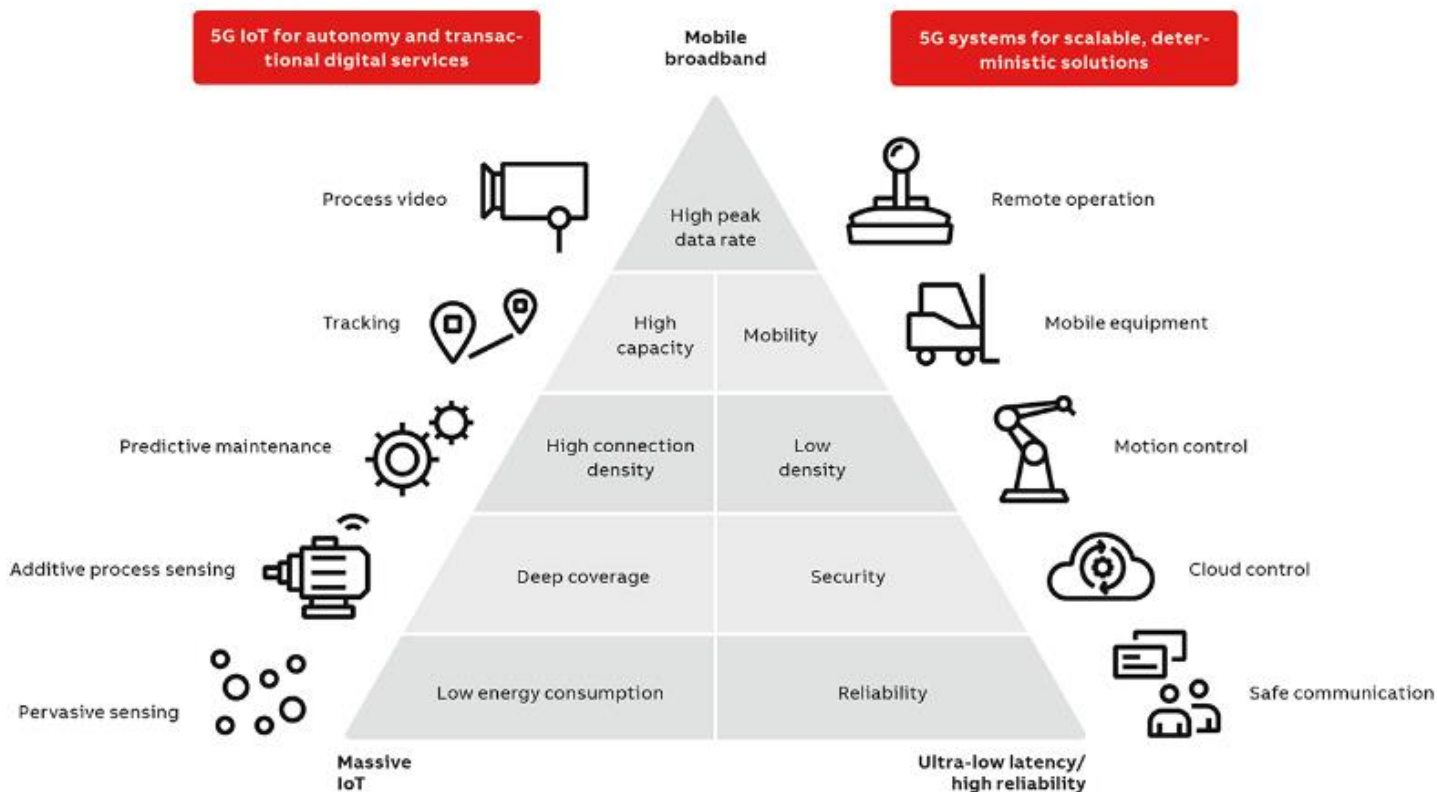 5G IoT for autonomy and transac-
tional digital services
Mobile
broadband
5G systems for scalable, deter-
ministic solutions
Process video
High peak
data rate
Remote operation
Tracking
High
capacity
Mobility
Mobile equipment
Predictive maintenance
High connection
density
Low
density
Motion control
Additive process sensing
Deep coverage
Security
Cloud control
Pervasive sensing
Low energy consumption
Reliability
Safe communication
Massive
IoT
Ultra-low latency/
high reliability